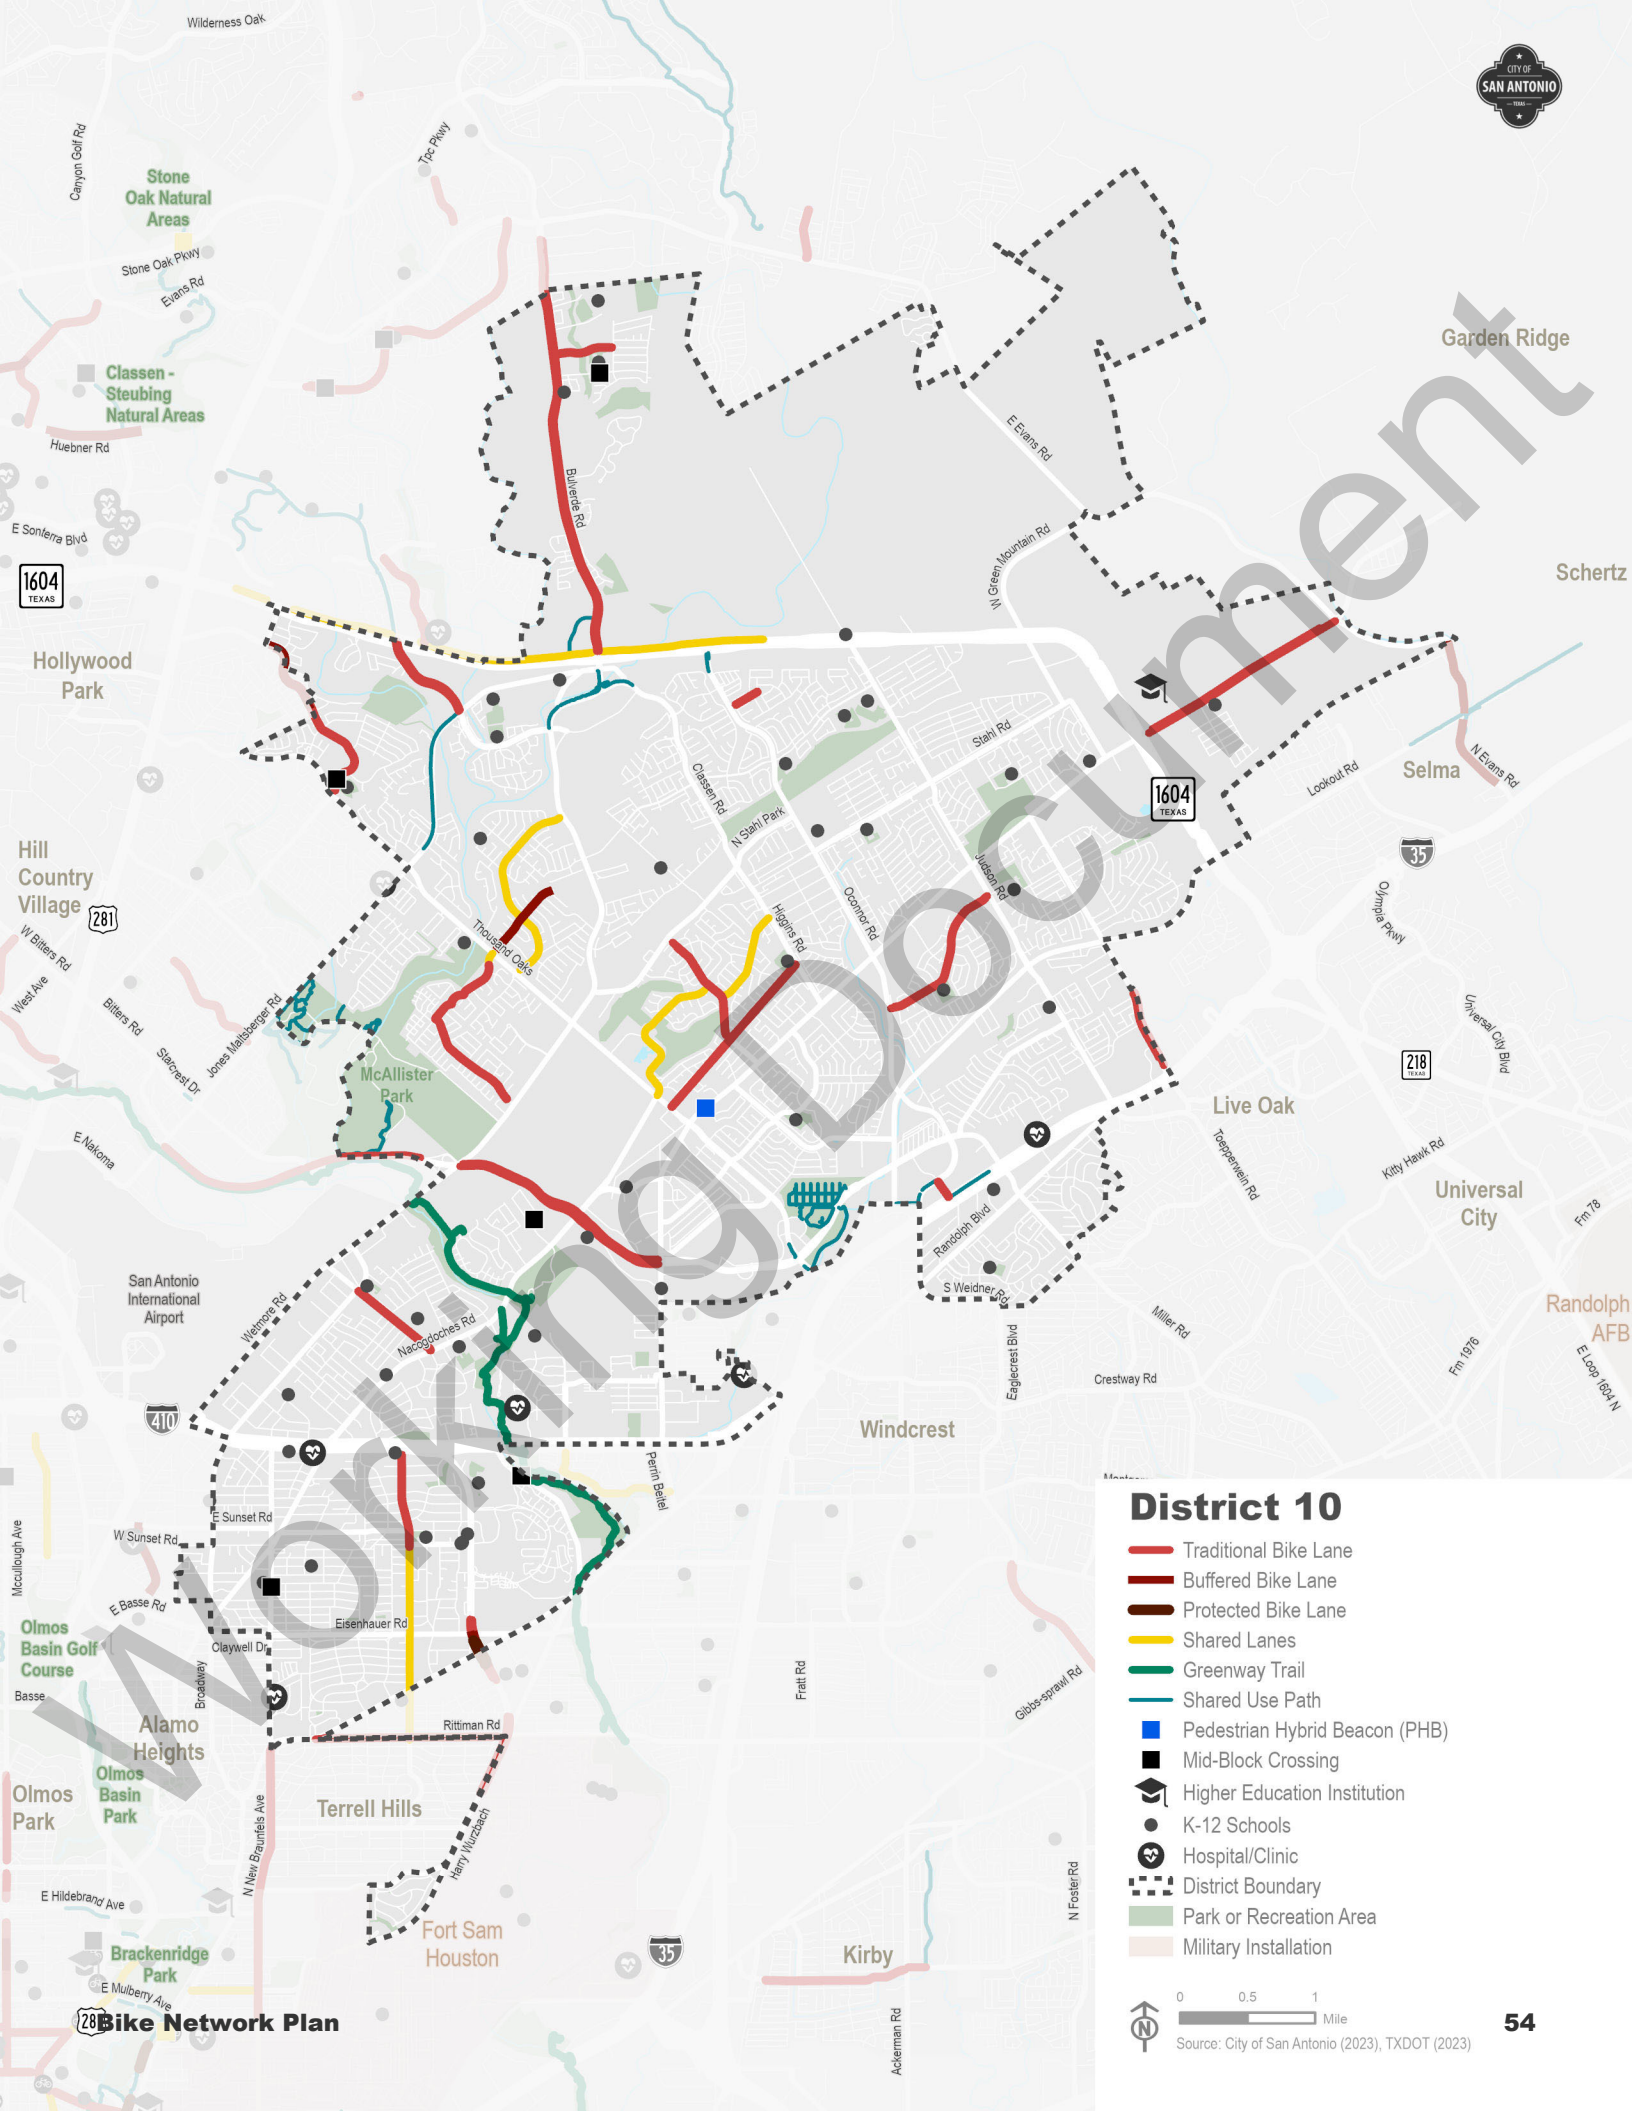 Wilderness Oak
CITY OF
SAN ANTONIO
TEXAS
Canyon Golf Rd
Tpc Pkwy
Stone
Oak Natural
Areas
Stone Oak Pkwy
Evans Rd
Garden Ridge
Classen -
Steubing
Natural Areas
Huebner Rd
E Evans Rd
Bulverde Rd
E Sonterra Blvd
W Green Mountain Rd
1604
TEXAS
Schertz
Hollywood
Park
Stahl Rd
N Evans Rd
Selma
Lookout Rd
Classen Rd
1604
TEXAS
N Stahl Park
Hill
Country
Village
281
35
Judson Rd
Oconnor Rd
Olympia Pkwy
Higgins Rd
Thousand Oaks
W Bitters Rd
West Ave
Bitters Rd
Jones Maltsberger Rd
Starcrest Dr
Universal City Blvd
McAllister
Park
218
TEXAS
Live Oak
E Nakoma
Toepperwein Rd
Kitty Hawk Rd
Universal
City
Fm 78
Randolph Blvd
San Antonio
International
Airport
S Weidner Rd
Wetmore Rd
Randolph
AFB
Nacogdoches Rd
Miller Rd
Eaglecrest Blvd
Fm 1976
E Loop 1604 N
Crestway Rd
410
Windcrest
Perrin Beitel
E Sunset Rd
W Sunset Rd
Mccullough Ave
E Basse Rd
Eisenhauer Rd
Olmos
Basin Golf
Course
Claywell Dr
Broadway
Basse
Fratt Rd
Gibbs-sprawl Rd
Alamo
Heights
Rittiman Rd
Olmos
Basin
Park
Olmos
Park
Terrell Hills
Harry Wurzbach
N New Braunfels Ave
E Hildebrand Ave
N Foster Rd
Fort Sam
Houston
35
Kirby
Brackenridge
Park
E Mulberry Ave
Ackerman Rd
Working Document
District 10
Traditional Bike Lane
Buffered Bike Lane
Protected Bike Lane
Shared Lanes
Greenway Trail
Shared Use Path
Pedestrian Hybrid Beacon (PHB)
Mid-Block Crossing
Higher Education Institution
K-12 Schools
Hospital/Clinic
District Boundary
Park or Recreation Area
Military Installation
0 0.5 1
Mile
N
Source: City of San Antonio (2023), TXDOT (2023)
Bike Network Plan
54